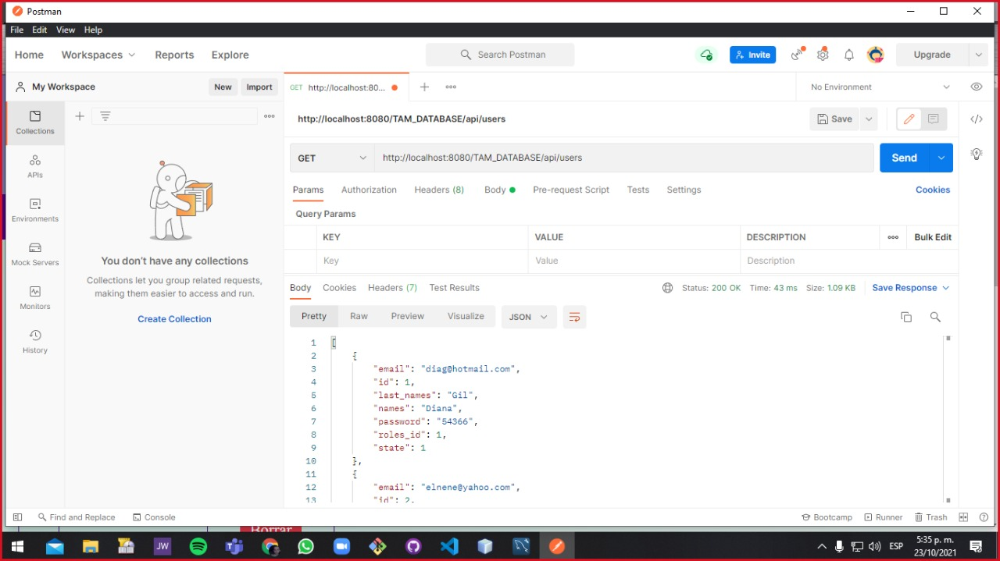 Postman
File Edit View Help
Home Workspaces Reports Explore Search Postman Invite Upgrade
My Workspace New Import GET http://localhost:80... No Environment
Collections
APIs
Environments
Mock Servers
Monitors
History
You don't have any collections
Collections let you group related requests,
making them easier to access and run.
Create Collection
http://localhost:8080/TAM_DATABASE/api/users Save
GET http://localhost:8080/TAM_DATABASE/api/users Send
Params Authorization Headers (8) Body Pre-request Script Tests Settings Cookies
Query Params
KEY VALUE DESCRIPTION Bulk Edit
Key Value Description
Body Cookies Headers (7) Test Results Status: 200 OK Time: 43 ms Size: 1.09 KB Save Response
Pretty Raw Preview Visualize JSON
1 [
2 {
3 "email": "diag@hotmail.com",
4 "id": 1,
5 "last_names": "Gil",
6 "names": "Diana",
7 "password": "54366",
8 "roles_id": 1,
9 "state": 1
10 },
11 {
12 "email": "elnene@yahoo.com",
13 "id": 2,
Find and Replace Console Bootcamp Runner Trash
Borrar
JW ESP 5:35 p. m.
23/10/2021